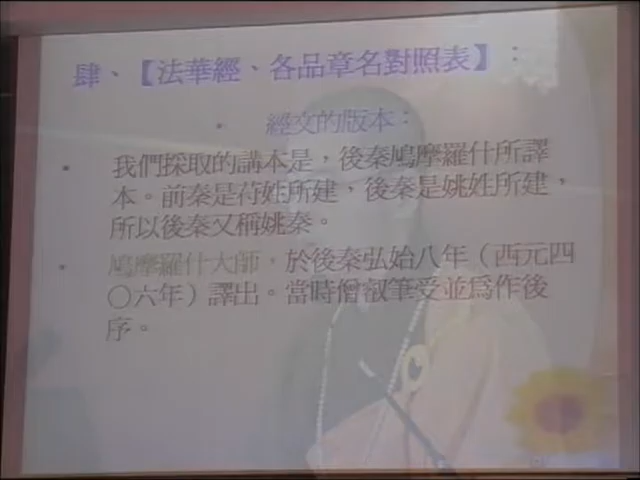 肆、【法華經、各品章名對照表】：
• 經文的版本：
• 我們採取的講本是，後秦鳩摩羅什所譯
本。前秦是苻姓所建，後秦是姚姓所建，
所以後秦又稱姚秦。
• 鳩摩羅什大師，於後秦弘始八年（西元四
〇六年）譯出。當時僧叡筆受並為作後
序。